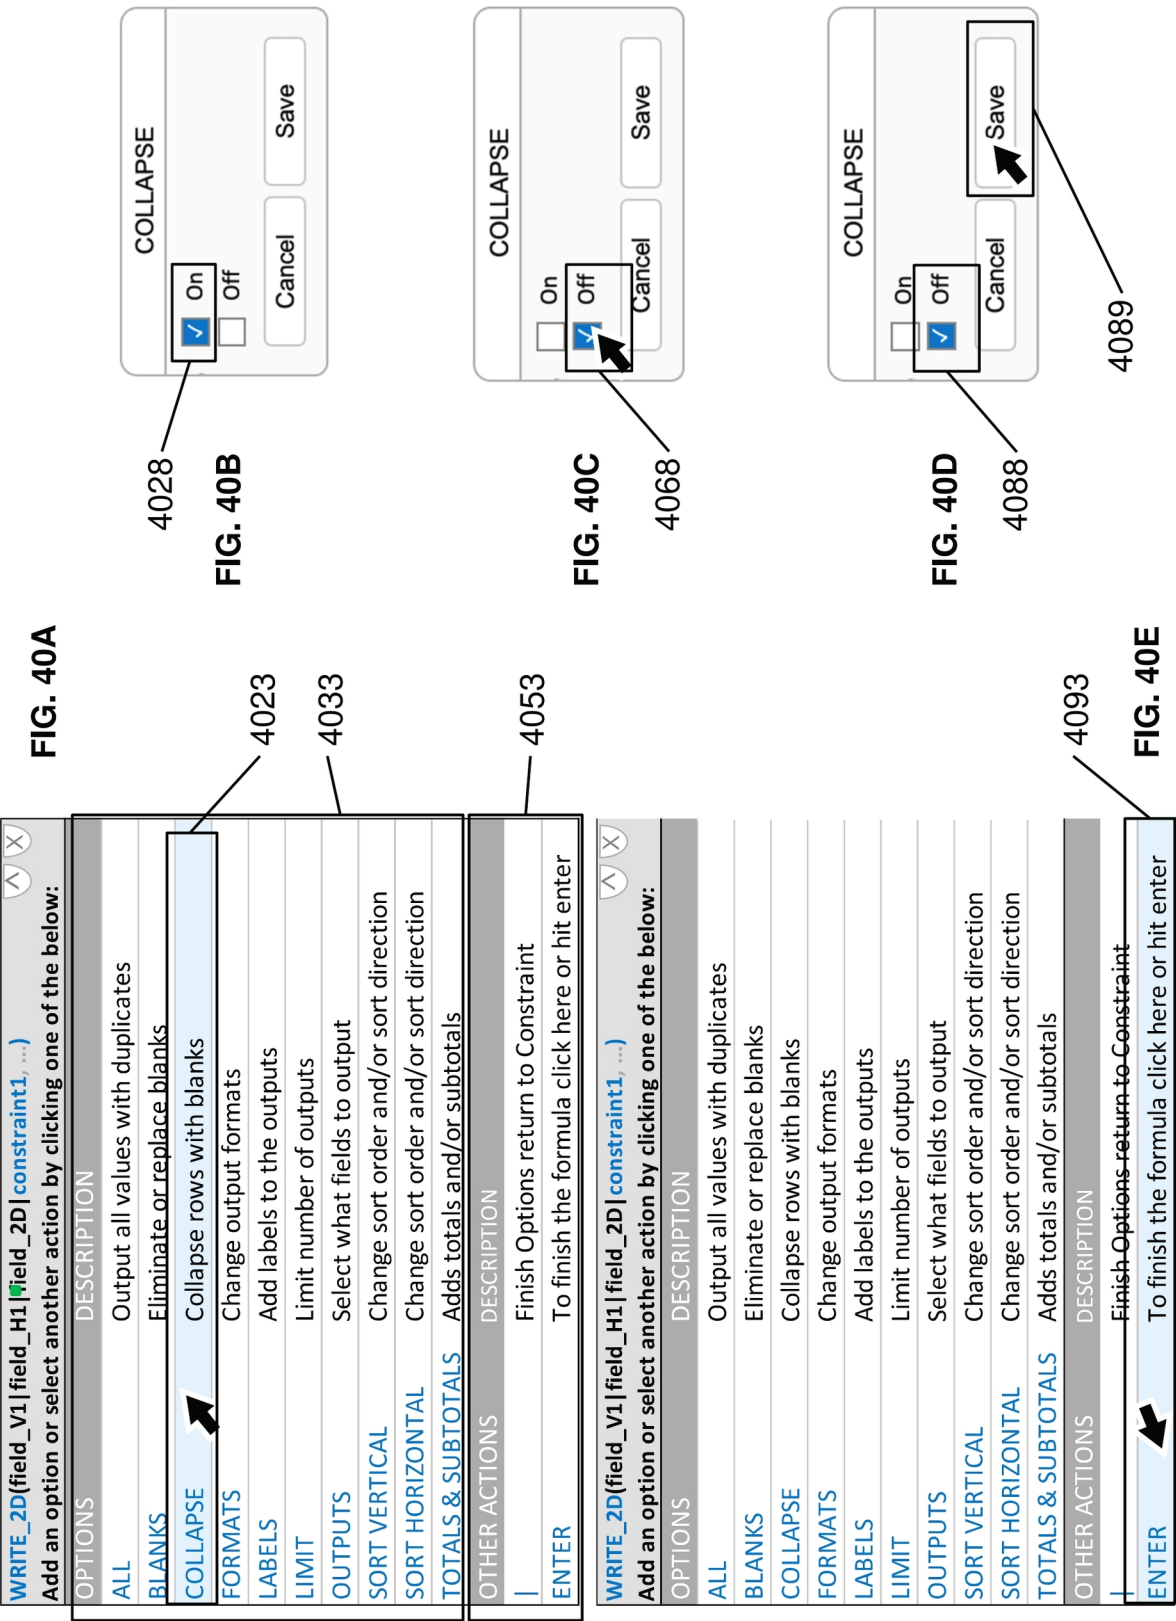 FIG. 40A
WRITE_2D(field_V1|field_H1|field_2D|constraint1, ...)
Add an option or select another action by clicking one of the below:
OPTIONS DESCRIPTION
ALL Output all values with duplicates
BLANKS Eliminate or replace blanks
COLLAPSE Collapse rows with blanks
FORMATS Change output formats
LABELS Add labels to the outputs
LIMIT Limit number of outputs
OUTPUTS Select what fields to output
SORT VERTICAL Change sort order and/or sort direction
SORT HORIZONTAL Change sort order and/or sort direction
TOTALS & SUBTOTALS Adds totals and/or subtotals
OTHER ACTIONS DESCRIPTION
| Finish Options return to Constraint
ENTER To finish the formula click here or hit enter
4023
4033
4053
COLLAPSE
On
Off
Cancel Save
4028
FIG. 40B
COLLAPSE
On
Off
Cancel Save
FIG. 40C
4068
COLLAPSE
On
Off
Cancel Save
FIG. 40D
4088
4089
WRITE_2D(field_V1|field_H1|field_2D|constraint1, ...)
Add an option or select another action by clicking one of the below:
OPTIONS DESCRIPTION
ALL Output all values with duplicates
BLANKS Eliminate or replace blanks
COLLAPSE Collapse rows with blanks
FORMATS Change output formats
LABELS Add labels to the outputs
LIMIT Limit number of outputs
OUTPUTS Select what fields to output
SORT VERTICAL Change sort order and/or sort direction
SORT HORIZONTAL Change sort order and/or sort direction
TOTALS & SUBTOTALS Adds totals and/or subtotals
OTHER ACTIONS DESCRIPTION
| Finish Options return to Constraint
ENTER To finish the formula click here or hit enter
4093
FIG. 40E